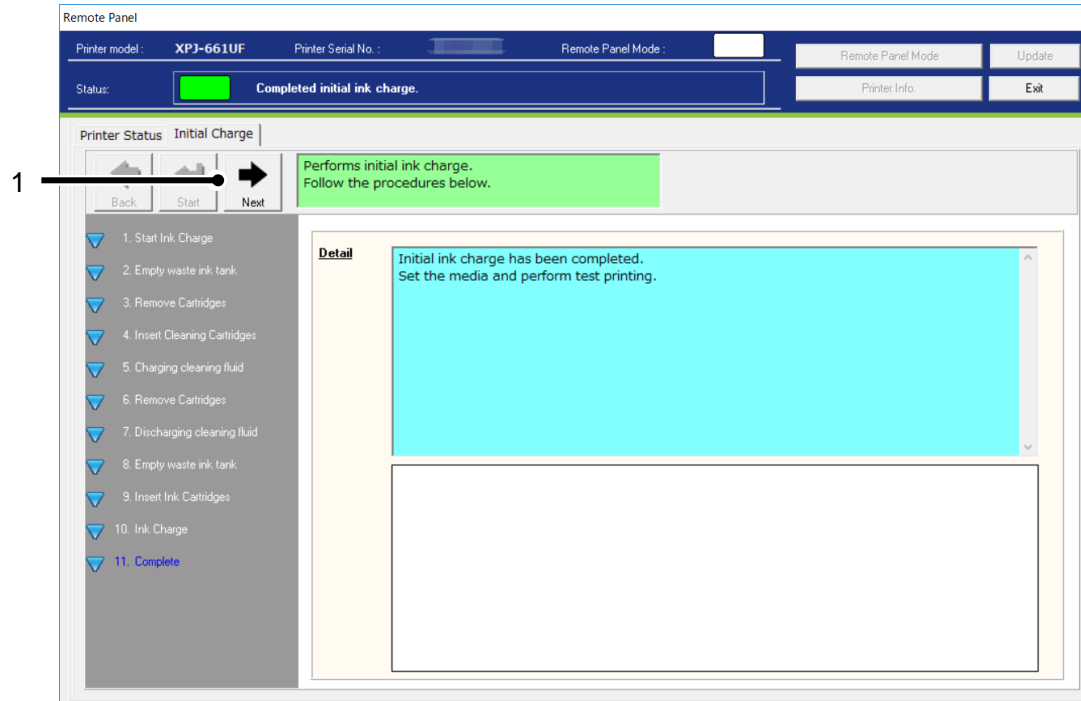 Remote Panel
Printer model : XPJ-661UF Printer Serial No. : Remote Panel Mode :
Remote Panel Mode Update
Status: Completed initial ink charge.
Printer Info. Exit
Printer Status Initial Charge
1
Back Start Next
Performs initial ink charge.
Follow the procedures below.
1. Start Ink Charge
2. Empty waste ink tank
3. Remove Cartridges
4. Insert Cleaning Cartridges
5. Charging cleaning fluid
6. Remove Cartridges
7. Discharging cleaning fluid
8. Empty waste ink tank
9. Insert Ink Cartridges
10. Ink Charge
11. Complete
Detail
Initial ink charge has been completed.
Set the media and perform test printing.